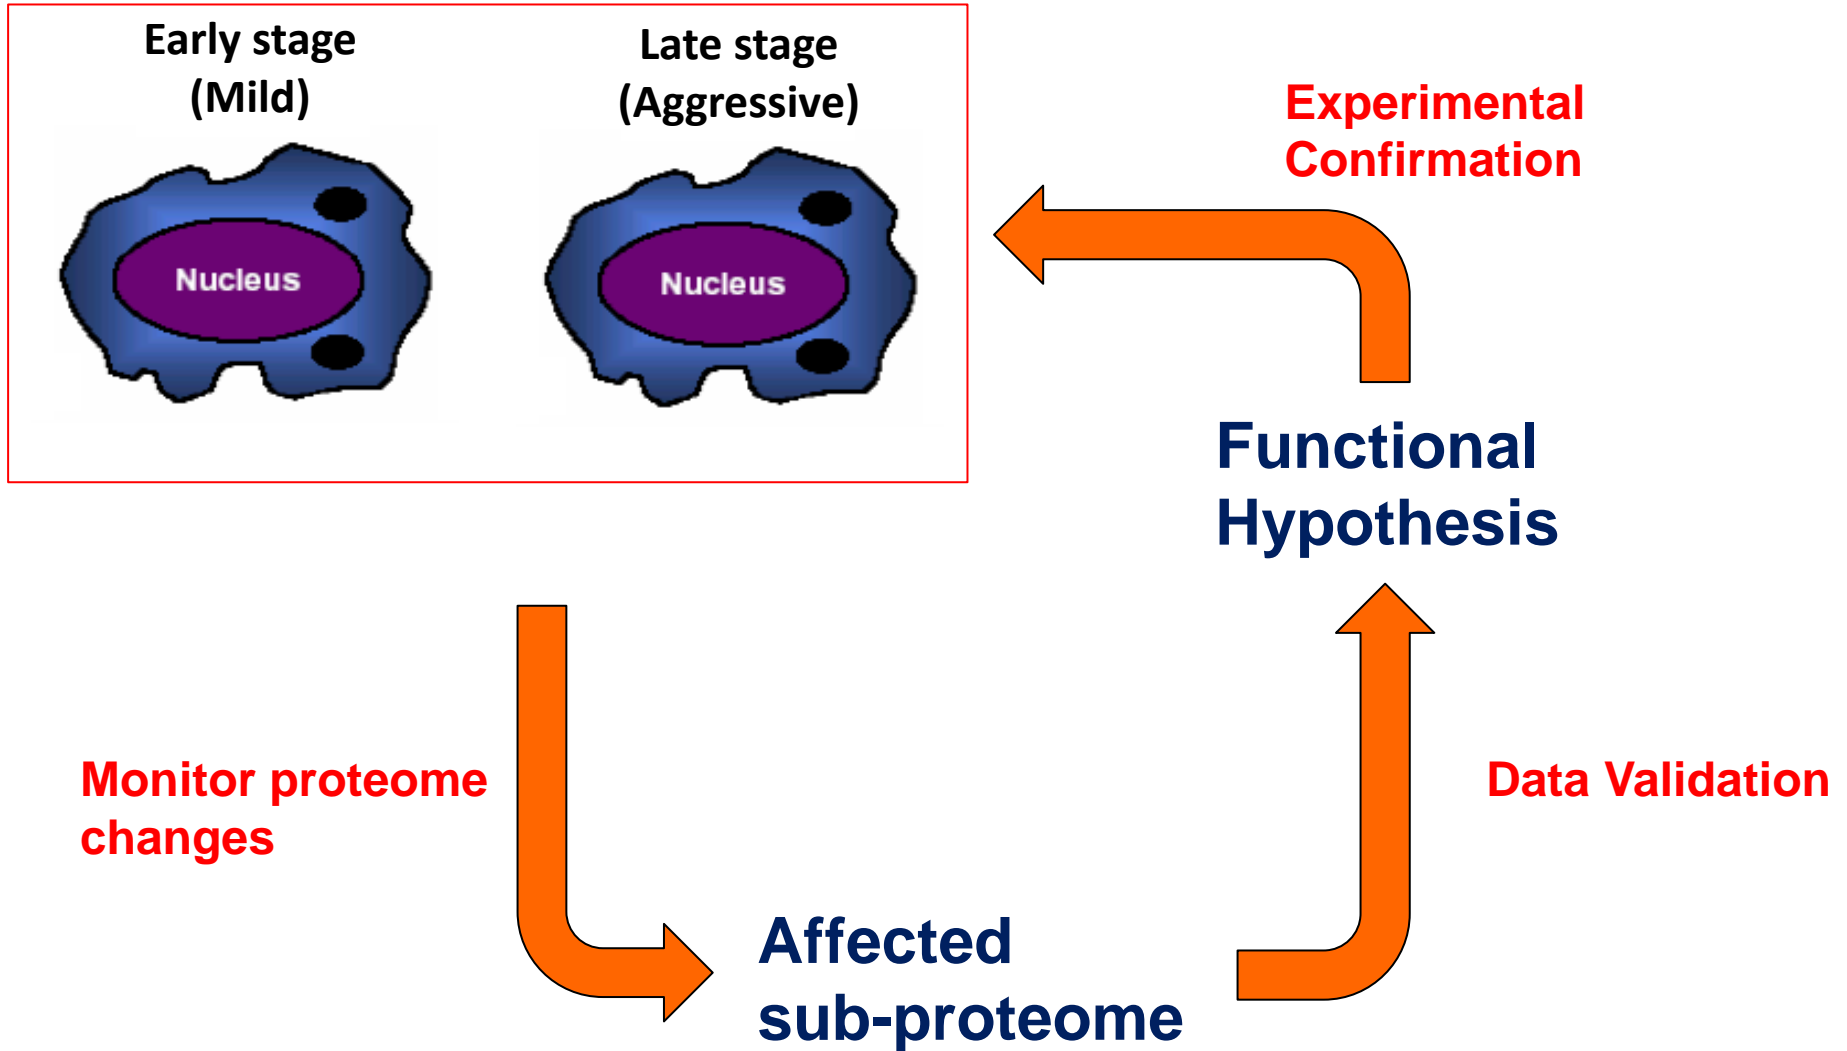 Early stage
(Mild)
Late stage
(Aggressive)
Nucleus
Nucleus
Experimental
Confirmation
Functional
Hypothesis
Monitor proteome
changes
Data Validation
Affected
sub-proteome